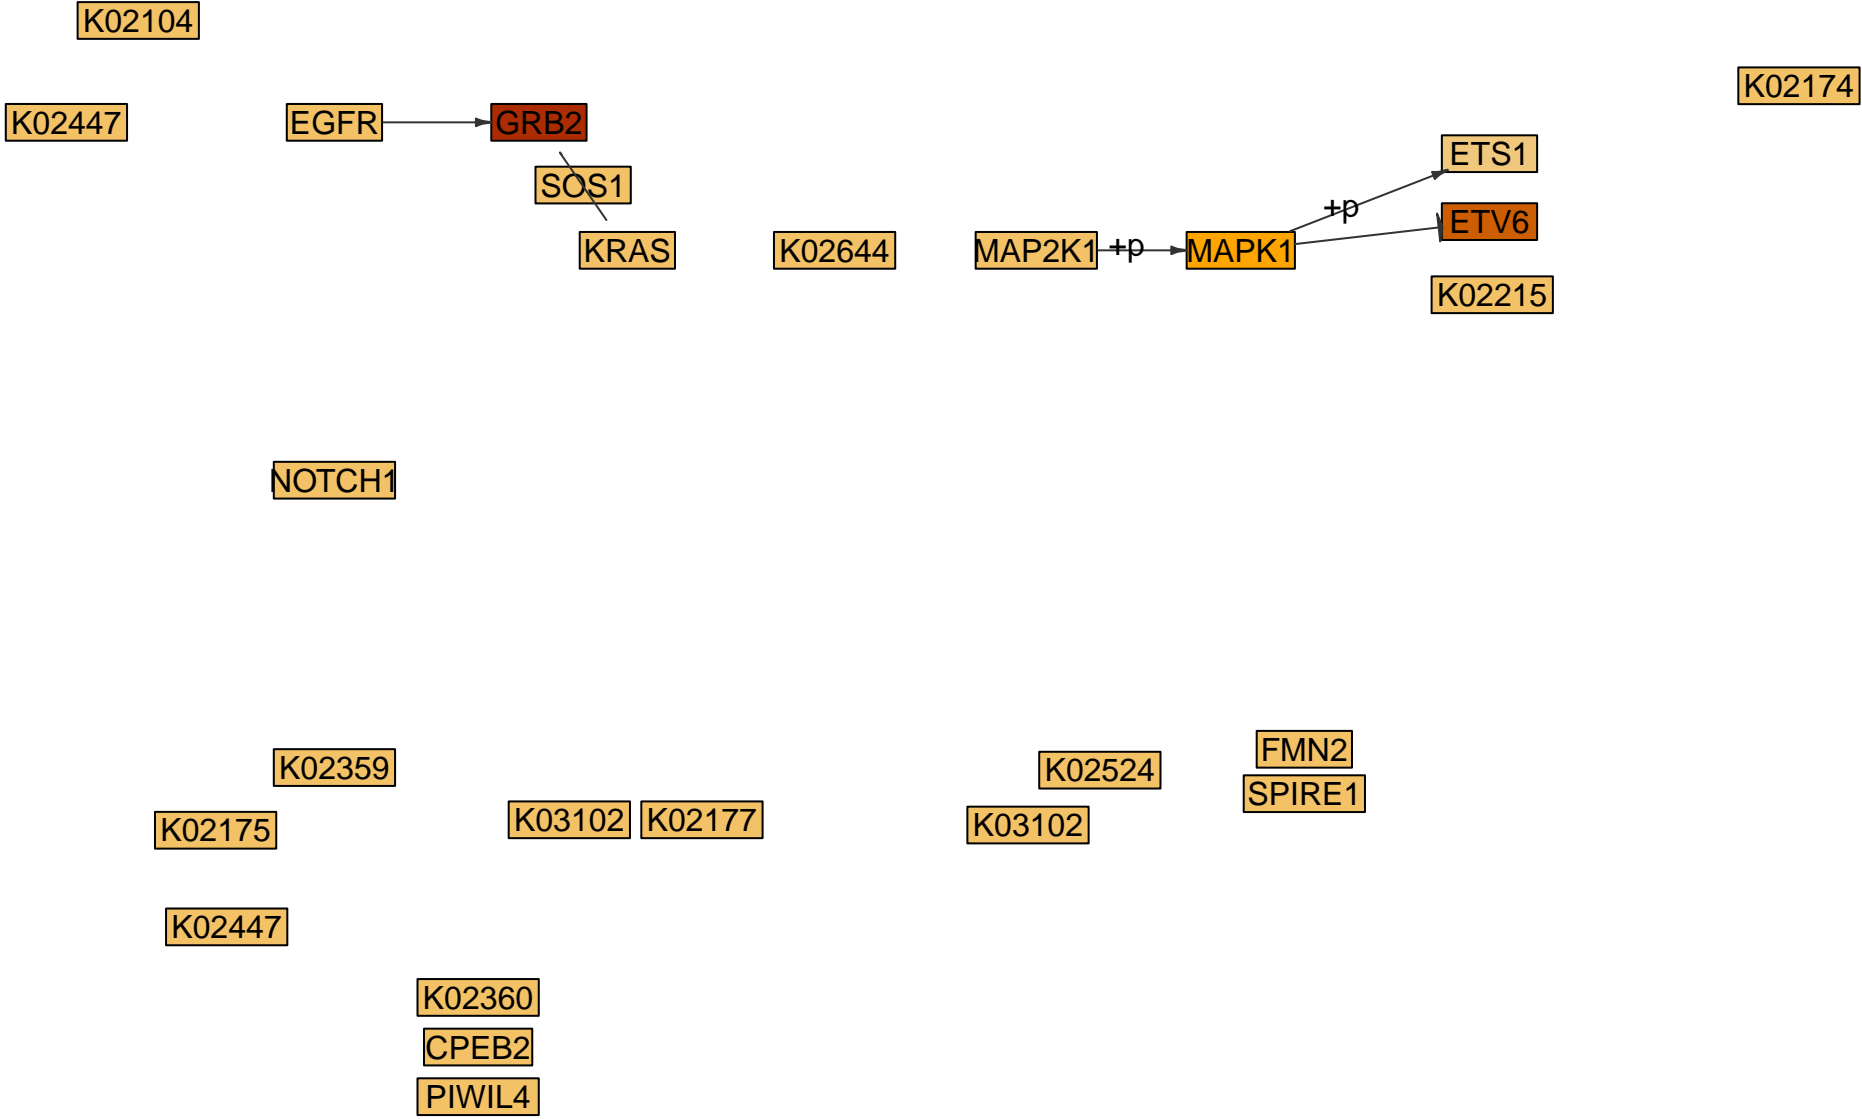 K02104
K02174
K02447
EGFR
GRB2
ETS1
SOS1
+p
ETV6
KRAS
K02644
MAP2K1
+p
MAPK1
K02215
NOTCH1
FMN2
K02359
K02524
SPIRE1
K02175
K03102
K02177
K03102
K02447
K02360
CPEB2
PIWIL4